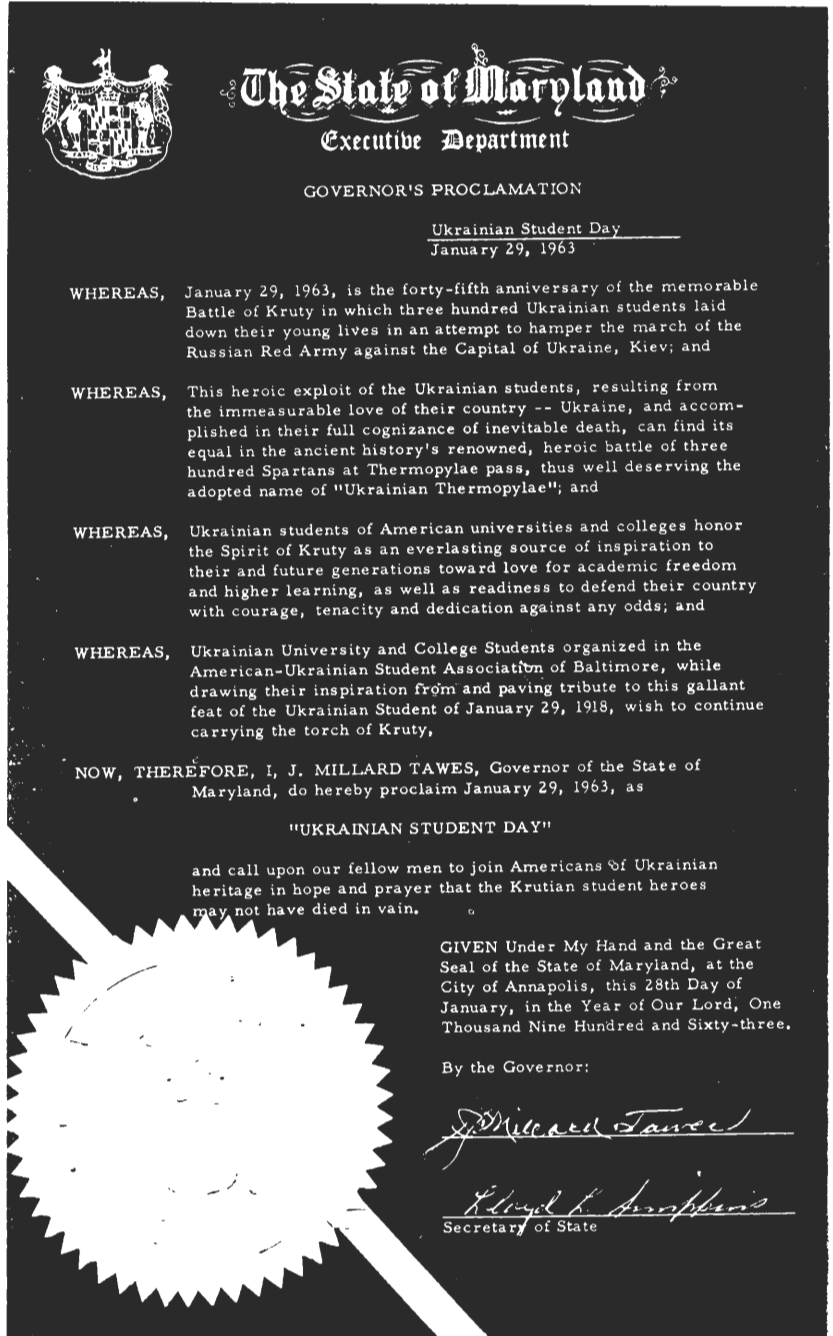 The State of Maryland
Executive Department
GOVERNOR'S PROCLAMATION
Ukrainian Student Day
January 29, 1963
WHEREAS, January 29, 1963, is the forty-fifth anniversary of the memorable
Battle of Kruty in which three hundred Ukrainian students laid
down their young lives in an attempt to hamper the march of the
Russian Red Army against the Capital of Ukraine, Kiev; and
WHEREAS, This heroic exploit of the Ukrainian students, resulting from
the immeasurable love of their country -- Ukraine, and accom-
plished in their full cognizance of inevitable death, can find its
equal in the ancient history's renowned, heroic battle of three
hundred Spartans at Thermopylae pass, thus well deserving the
adopted name of "Ukrainian Thermopylae"; and
WHEREAS, Ukrainian students of American universities and colleges honor
the Spirit of Kruty as an everlasting source of inspiration to
their and future generations toward love for academic freedom
and higher learning, as well as readiness to defend their country
with courage, tenacity and dedication against any odds; and
WHEREAS, Ukrainian University and College Students organized in the
American-Ukrainian Student Association of Baltimore, while
drawing their inspiration from and paying tribute to this gallant
feat of the Ukrainian Student of January 29, 1918, wish to continue
carrying the torch of Kruty,
NOW, THEREFORE, I, J. MILLARD TAWES, Governor of the State of
Maryland, do hereby proclaim January 29, 1963, as
"UKRAINIAN STUDENT DAY"
and call upon our fellow men to join Americans of Ukrainian
heritage in hope and prayer that the Krutian student heroes
may not have died in vain.
GIVEN Under My Hand and the Great
Seal of the State of Maryland, at the
City of Annapolis, this 28th Day of
January, in the Year of Our Lord, One
Thousand Nine Hundred and Sixty-three.
By the Governor:
J. Millard Tawes
Lloyd L. Simpkins
Secretary of State